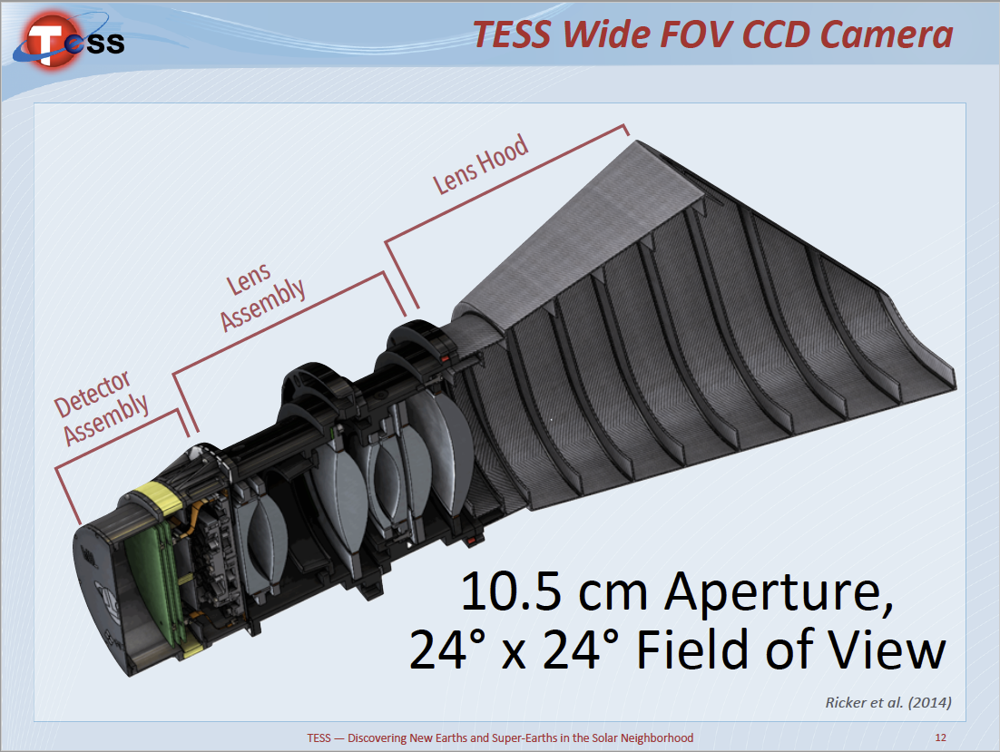 Tess
TESS Wide FOV CCD Camera
Lens Hood
Lens
Assembly
Detector
Assembly
10.5 cm Aperture,
24° x 24° Field of View
Ricker et al. (2014)
TESS — Discovering New Earths and Super-Earths in the Solar Neighborhood
12